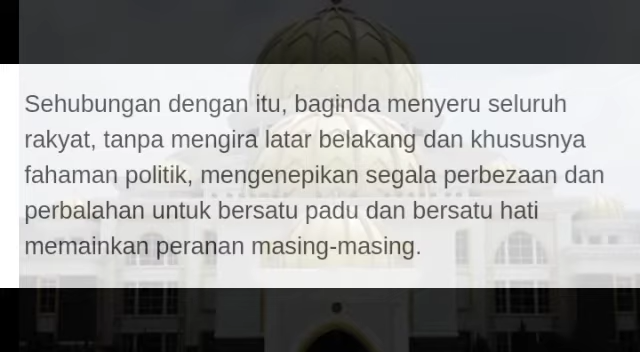 Sehubungan dengan itu, baginda menyeru seluruh
rakyat, tanpa mengira latar belakang dan khususnya
fahaman politik, mengenepikan segala perbezaan dan
perbalahan untuk bersatu padu dan bersatu hati
memainkan peranan masing-masing.